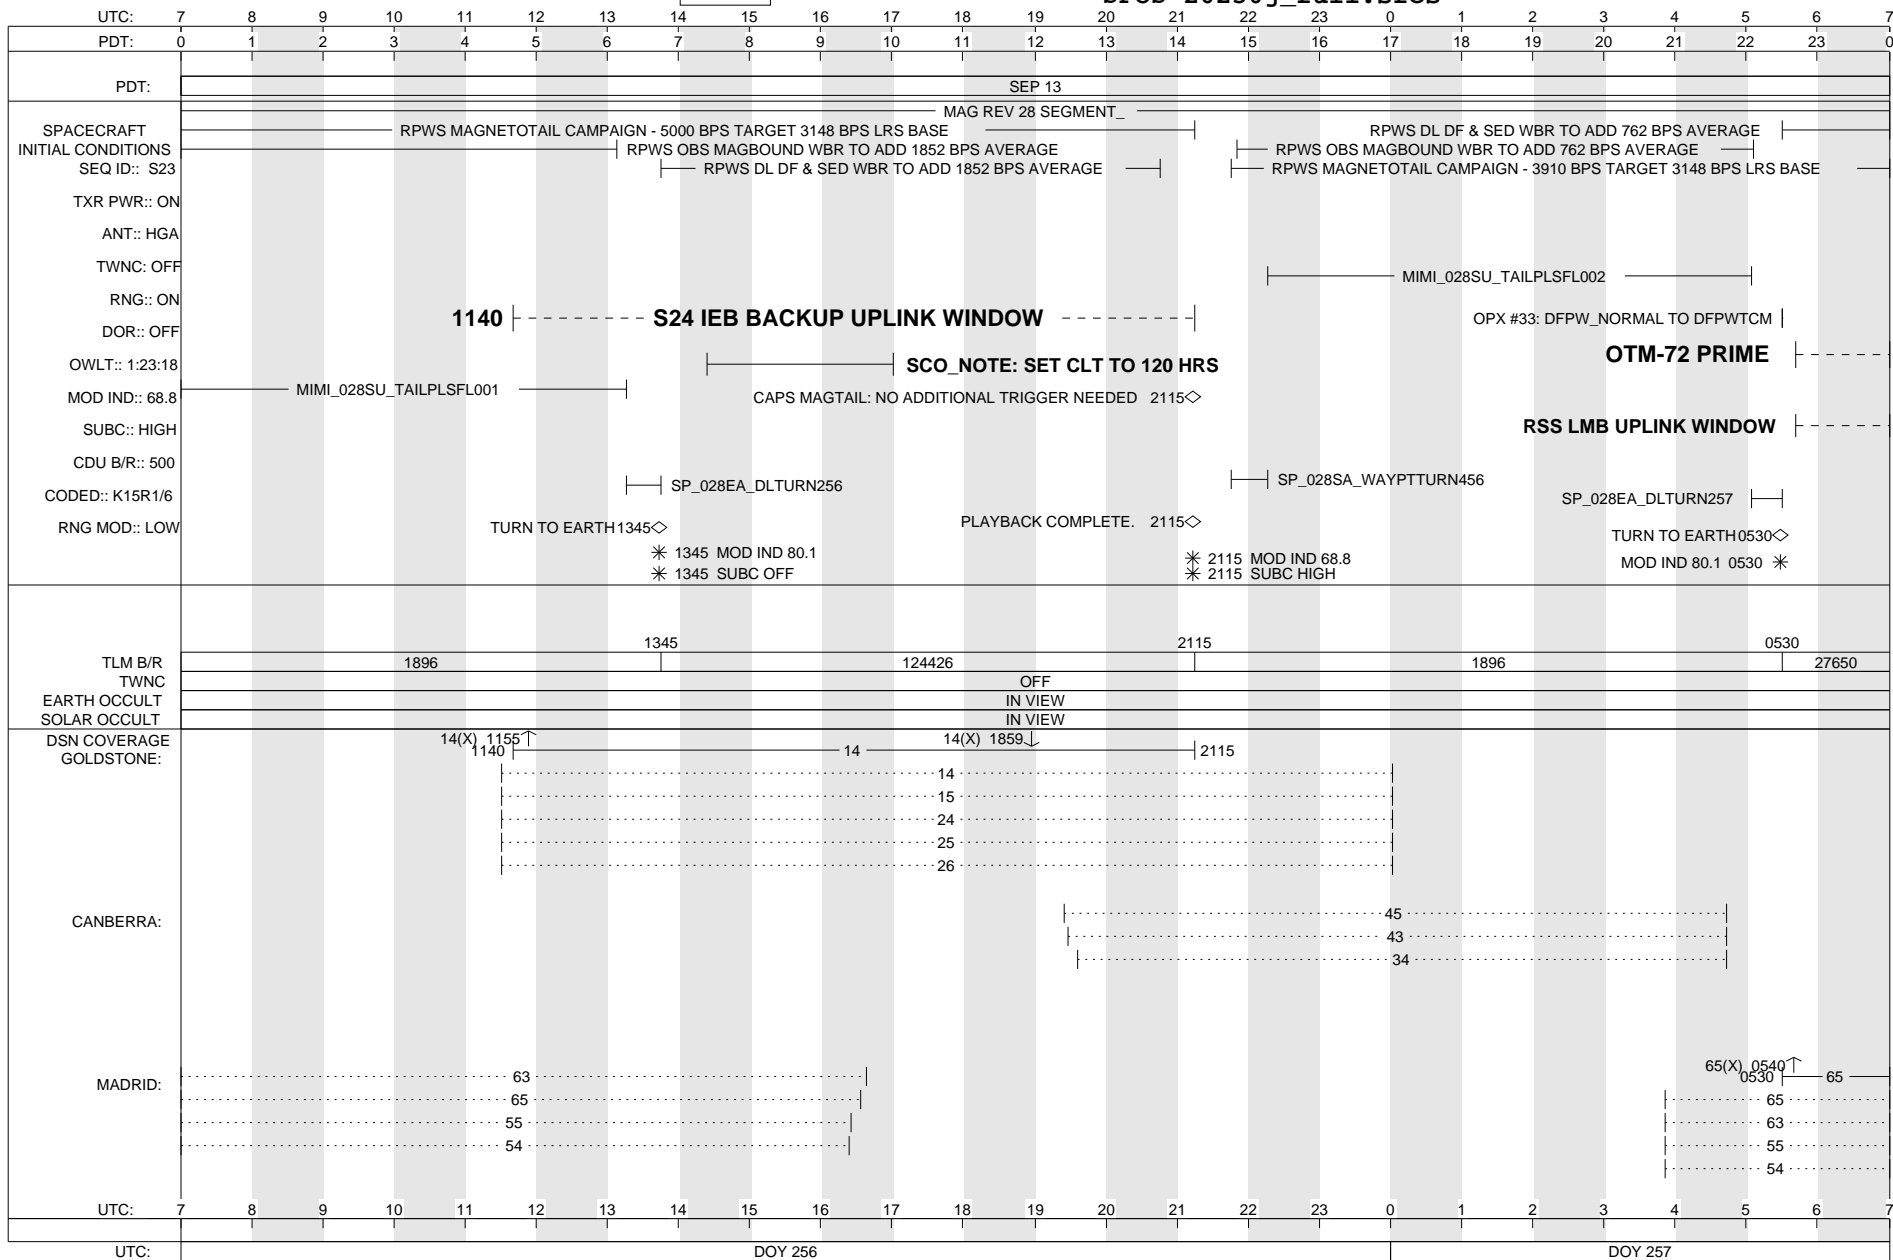 UTC: 7 8 9 10 11 12 13 14 15 16 17 18 19 20 21 22 23 0 1 2 3 4 5 6 7
PDT: 0 1 2 3 4 5 6 7 8 9 10 11 12 13 14 15 16 17 18 19 20 21 22 23 0
PDT: SEP 13
MAG REV 28 SEGMENT_
SPACECRAFT
INITIAL CONDITIONS
SEQ ID:: S23
TXR PWR:: ON
ANT:: HGA
TWNC: OFF
RNG:: ON
DOR:: OFF
OWLT:: 1:23:18
MOD IND:: 68.8
SUBC:: HIGH
CDU B/R:: 500
CODED:: K15R1/6
RNG MOD:: LOW
RPWS MAGNETOTAIL CAMPAIGN - 5000 BPS TARGET 3148 BPS LRS BASE
RPWS DL DF & SED WBR TO ADD 762 BPS AVERAGE
RPWS OBS MAGBOUND WBR TO ADD 1852 BPS AVERAGE
RPWS OBS MAGBOUND WBR TO ADD 762 BPS AVERAGE
RPWS DL DF & SED WBR TO ADD 1852 BPS AVERAGE
RPWS MAGNETOTAIL CAMPAIGN - 3910 BPS TARGET 3148 BPS LRS BASE
MIMI_028SU_TAILPLSFL002
1140 S24 IEB BACKUP UPLINK WINDOW
OPX #33: DFPW_NORMAL TO DFPWTCM
OTM-72 PRIME
SCO_NOTE: SET CLT TO 120 HRS
MIMI_028SU_TAILPLSFL001
CAPS MAGTAIL: NO ADDITIONAL TRIGGER NEEDED 2115
RSS LMB UPLINK WINDOW
SP_028EA_DLTURN256
SP_028SA_WAYPTTURN456
SP_028EA_DLTURN257
TURN TO EARTH 1345
PLAYBACK COMPLETE. 2115
TURN TO EARTH 0530
1345 MOD IND 80.1
2115 MOD IND 68.8
MOD IND 80.1 0530
1345 SUBC OFF
2115 SUBC HIGH
1345 2115 0530
TLM B/R 1896 124426 1896 27650
TWNC OFF
EARTH OCCULT IN VIEW
SOLAR OCCULT IN VIEW
DSN COVERAGE
14(X) 1155 14(X) 1859
GOLDSTONE: 1140 14 2115
14
15
24
25
26
CANBERRA:
45
43
34
65(X) 0540
MADRID: 63 0530 65
65 65
55 63
54 55
54
UTC: 7 8 9 10 11 12 13 14 15 16 17 18 19 20 21 22 23 0 1 2 3 4 5 6 7
UTC: DOY 256 DOY 257